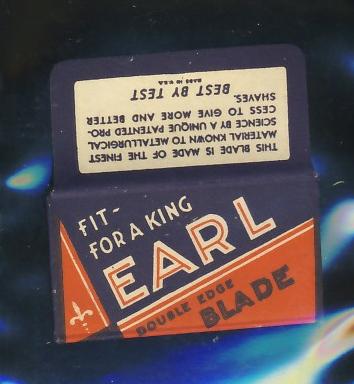 THIS BLADE IS MADE OF THE FINEST
MATERIAL KNOWN TO METALLURGICAL
SCIENCE BY A UNIQUE PATENTED PRO-
CESS TO GIVE MORE AND BETTER
SHAVES.
BEST BY TEST
MADE IN U.S.A.
FIT-
FOR A KING
EARL
DOUBLE EDGE
BLADE